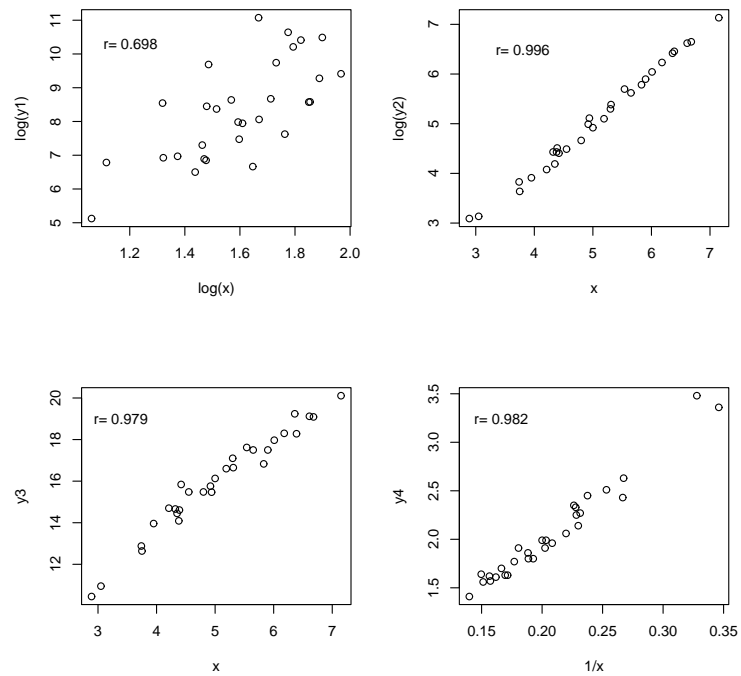 r= 0.698
log(y1)
5 6 7 8 9 10 11
1.2 1.4 1.6 1.8 2.0
log(x)
r= 0.996
log(y2)
3 4 5 6 7
3 4 5 6 7
x
r= 0.979
y3
12 14 16 18 20
3 4 5 6 7
x
r= 0.982
y4
1.5 2.0 2.5 3.0 3.5
0.15 0.20 0.25 0.30 0.35
1/x